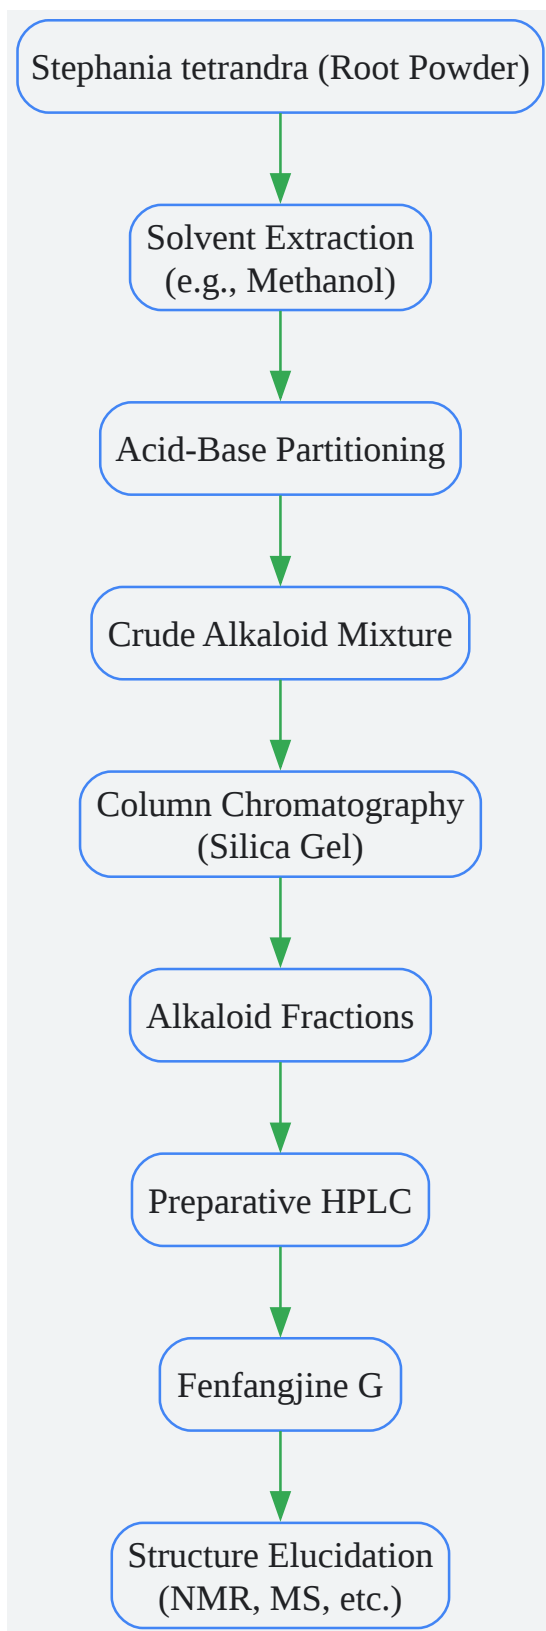 Stephania tetrandra (Root Powder)
Solvent Extraction
(e.g., Methanol)
Acid-Base Partitioning
Crude Alkaloid Mixture
Column Chromatography
(Silica Gel)
Alkaloid Fractions
Preparative HPLC
Fenfangjine G
Structure Elucidation
(NMR, MS, etc.)